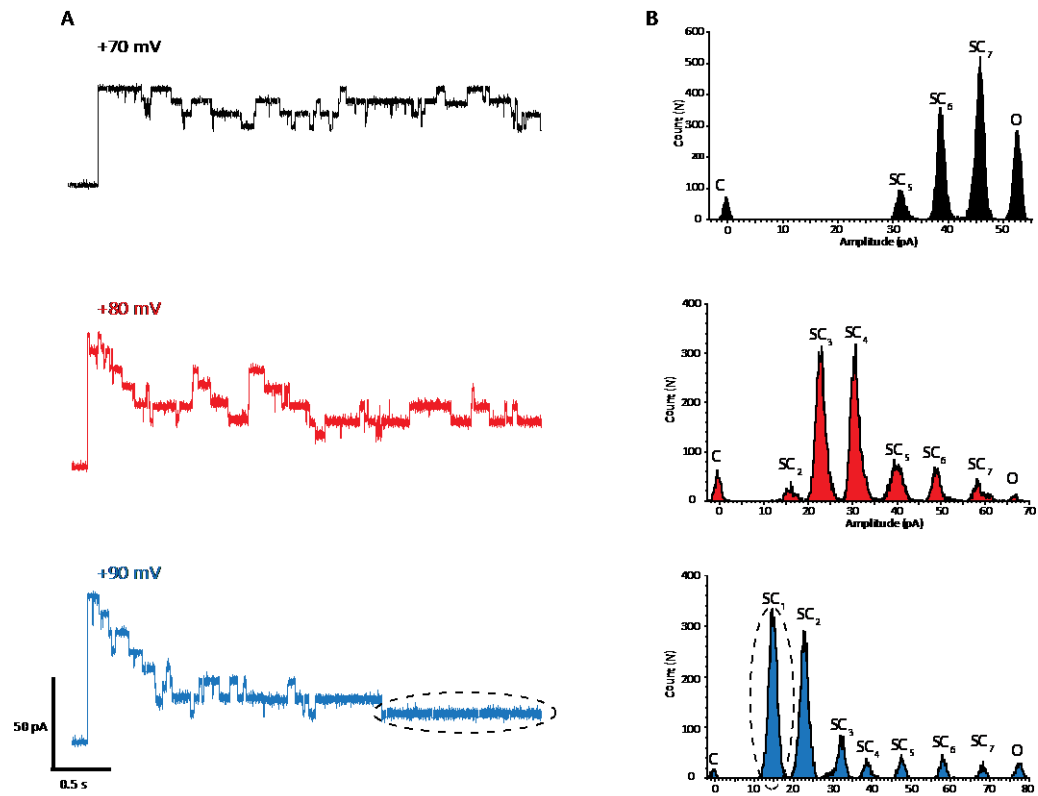 A
B
+70 mV
+80 mV
+90 mV
50 pA
0.5 s
600
500
400
300
200
100
0
Count (N)
C
SC5
SC6
SC7
O
0 10 20 30 40 50
Amplitude (pA)
400
300
200
100
0
Count (N)
C
SC2
SC3
SC4
SC5
SC6
SC7
O
0 10 20 30 40 50 60 70
Amplitude (pA)
400
300
200
100
0
Count (N)
C
SC1
SC2
SC3
SC4
SC5
SC6
SC7
O
0 10 20 30 40 50 60 70 80